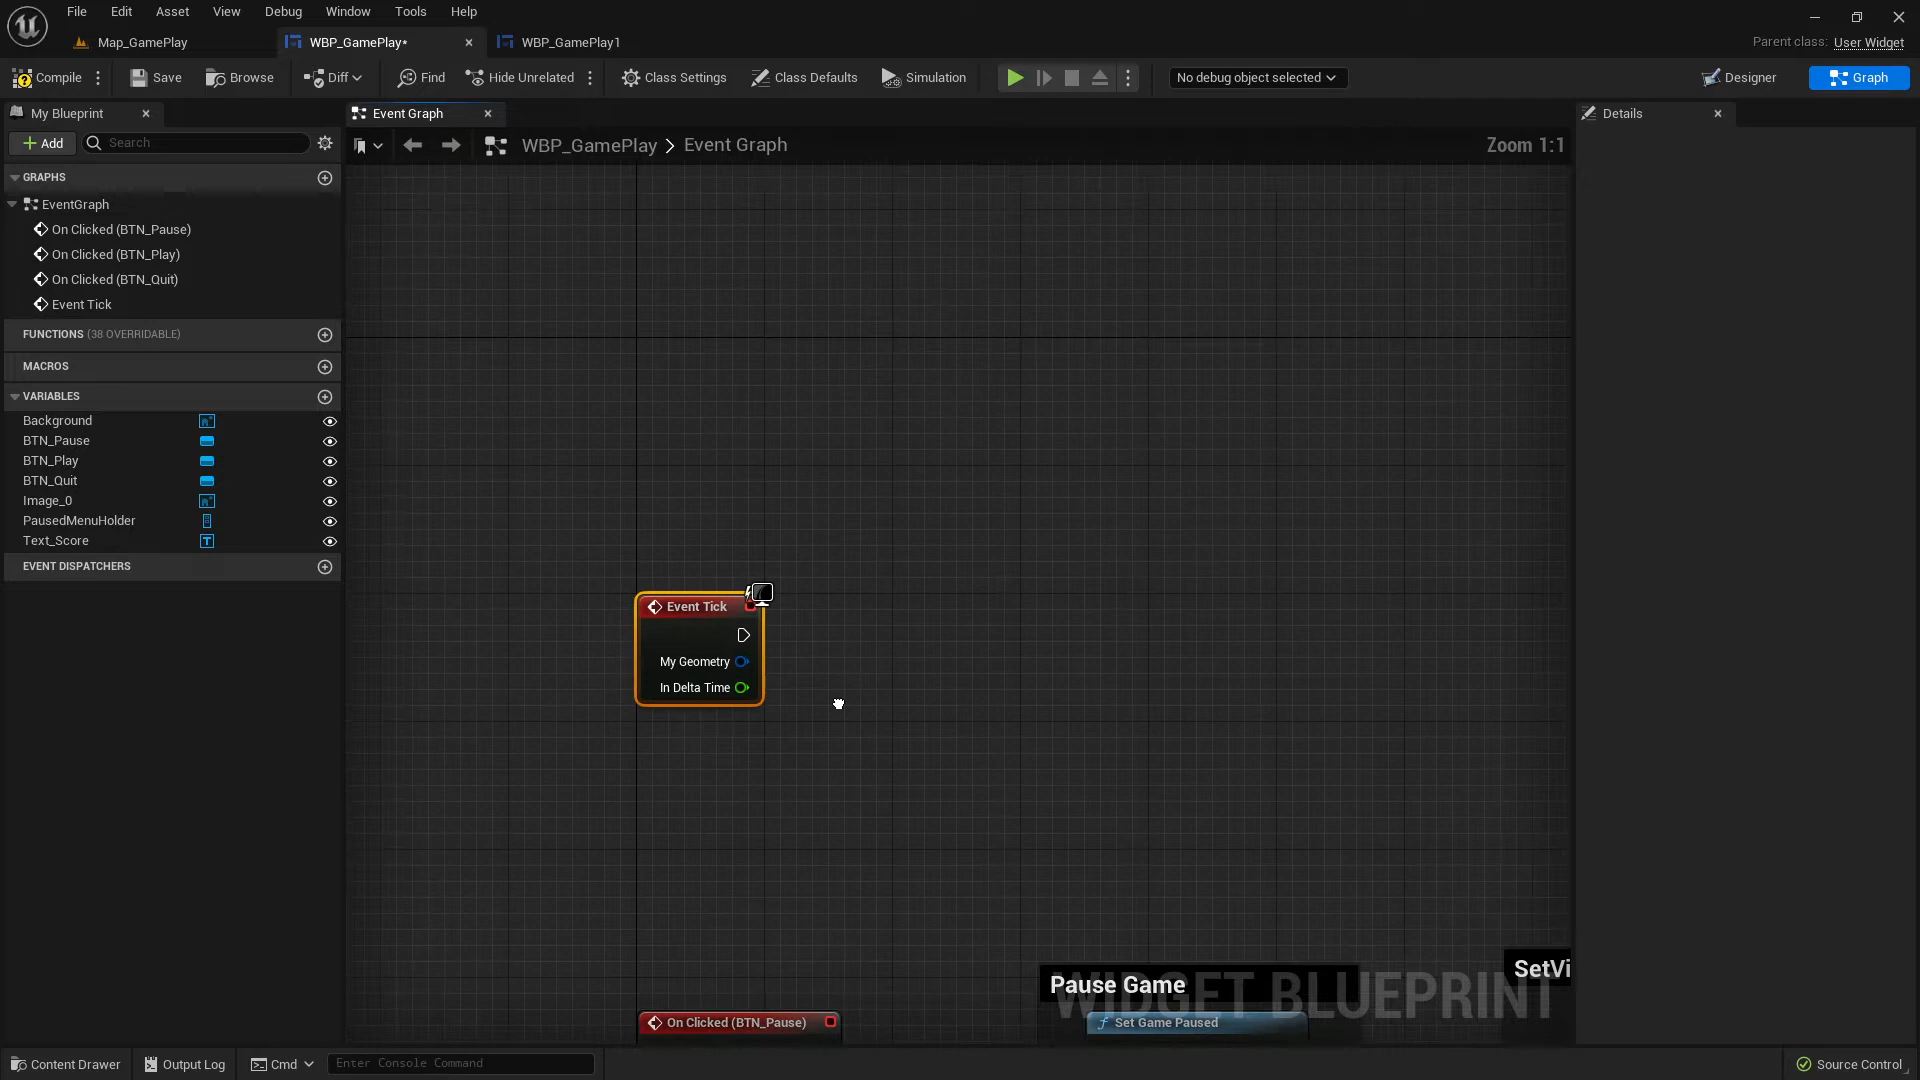 File Edit Asset View Debug Window Tools Help
Map_GamePlay WBP_GamePlay* WBP_GamePlay1 Parent class: User Widget
Compile Save Browse Diff Find Hide Unrelated Class Settings Class Defaults Simulation No debug object selected Designer Graph
My Blueprint Event Graph Details
Add Search WBP_GamePlay > Event Graph Zoom 1:1
GRAPHS
EventGraph
On Clicked (BTN_Pause)
On Clicked (BTN_Play)
On Clicked (BTN_Quit)
Event Tick
FUNCTIONS (38 OVERRIDABLE)
MACROS
VARIABLES
Background
BTN_Pause
BTN_Play
BTN_Quit
Image_0
PausedMenuHolder
Text_Score
EVENT DISPATCHERS
Event Tick
My Geometry
In Delta Time
SetVi
Pause Game
WIDGET BLUEPRINT
On Clicked (BTN_Pause) Set Game Paused
Content Drawer Output Log Cmd Enter Console Command Source Control